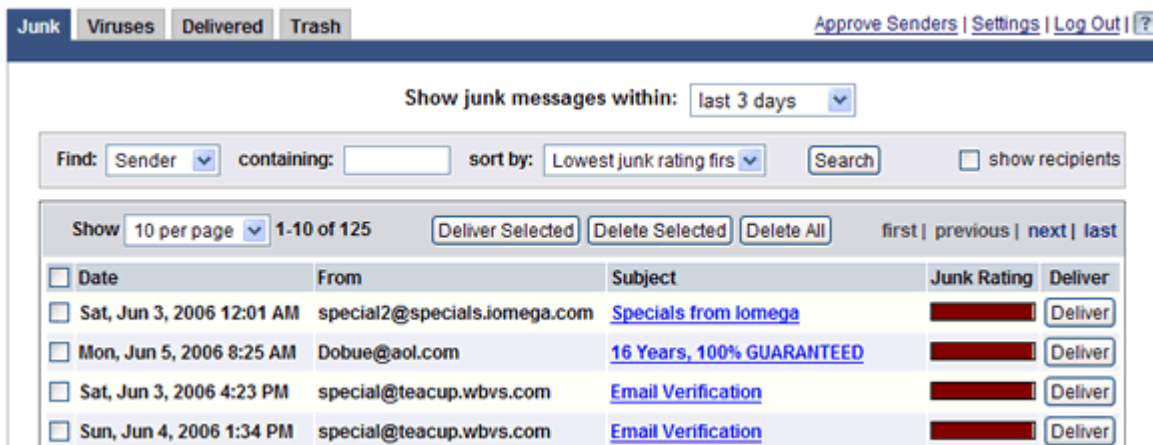 Junk Viruses Delivered Trash Approve Senders | Settings | Log Out | ?
Show junk messages within: last 3 days
Find: Sender containing: sort by: Lowest junk rating firs Search show recipients
Show 10 per page 1-10 of 125 Deliver Selected Delete Selected Delete All first | previous | next | last
Date From Subject Junk Rating Deliver
Sat, Jun 3, 2006 12:01 AM special2@specials.iomega.com Specials from Iomega Deliver
Mon, Jun 5, 2006 8:25 AM Dobue@aol.com 16 Years, 100% GUARANTEED Deliver
Sat, Jun 3, 2006 4:23 PM special@teacup.wbvs.com Email Verification Deliver
Sun, Jun 4, 2006 1:34 PM special@teacup.wbvs.com Email Verification Deliver